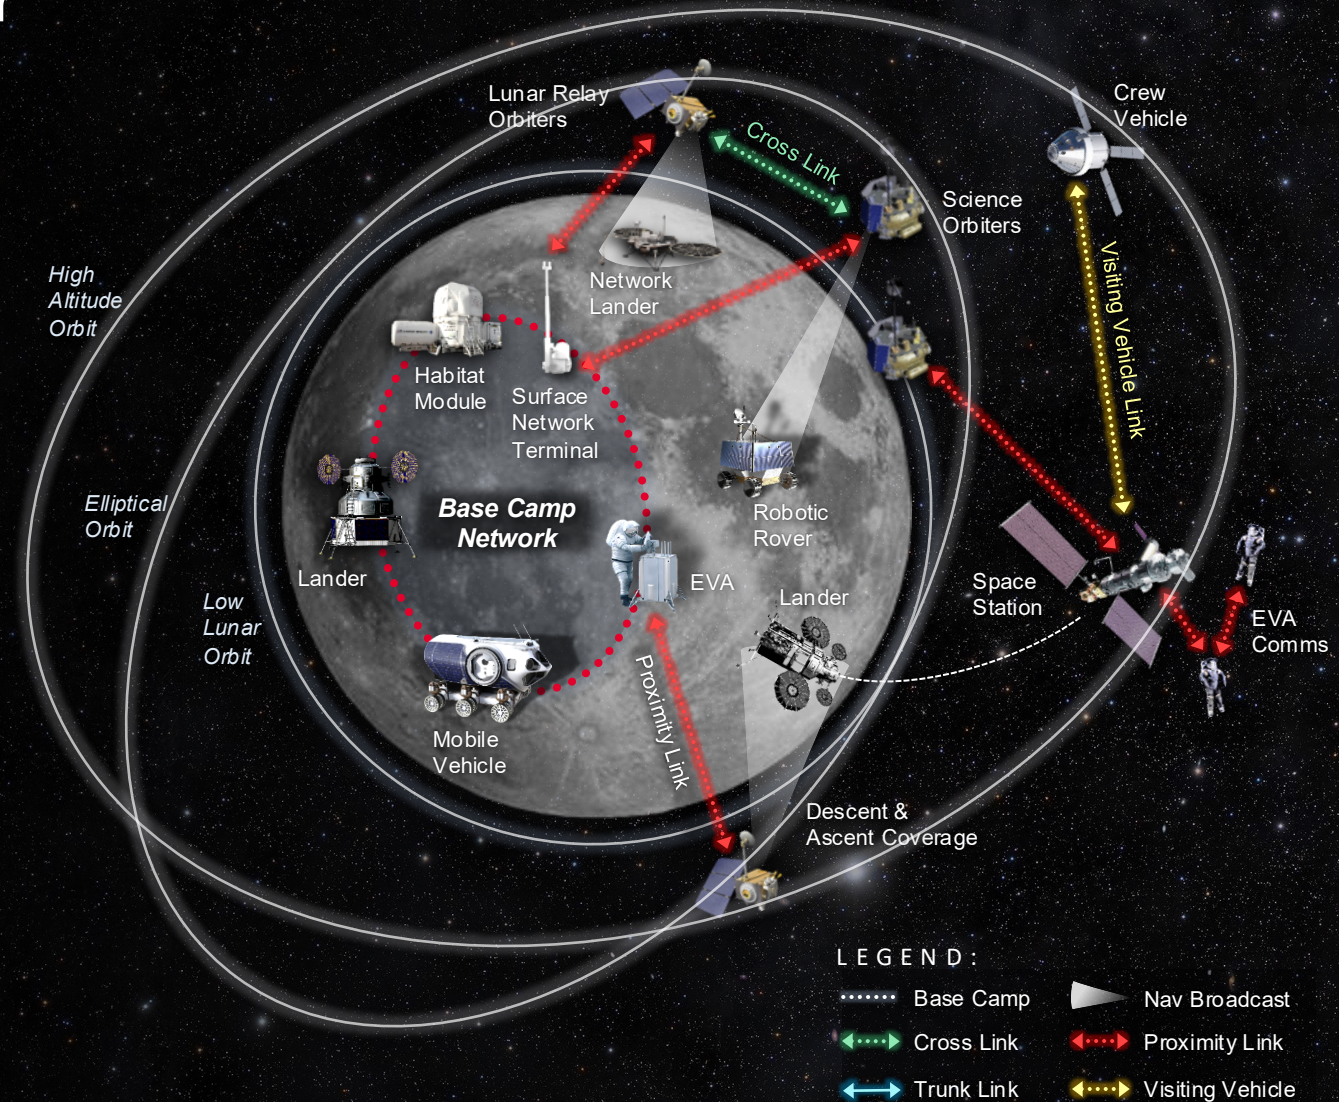 Lunar Relay
Orbiters
Cross Link
Crew
Vehicle
Science
Orbiters
Visiting Vehicle Link
High
Altitude
Orbit
Network
Lander
Habitat
Module
Surface
Network
Terminal
Elliptical
Orbit
Base Camp
Network
Robotic
Rover
Lander
EVA
Lander
Space
Station
EVA
Comms
Low
Lunar
Orbit
Proximity Link
Mobile
Vehicle
Descent &
Ascent Coverage
LEGEND:
Base Camp
Nav Broadcast
Cross Link
Proximity Link
Trunk Link
Visiting Vehicle